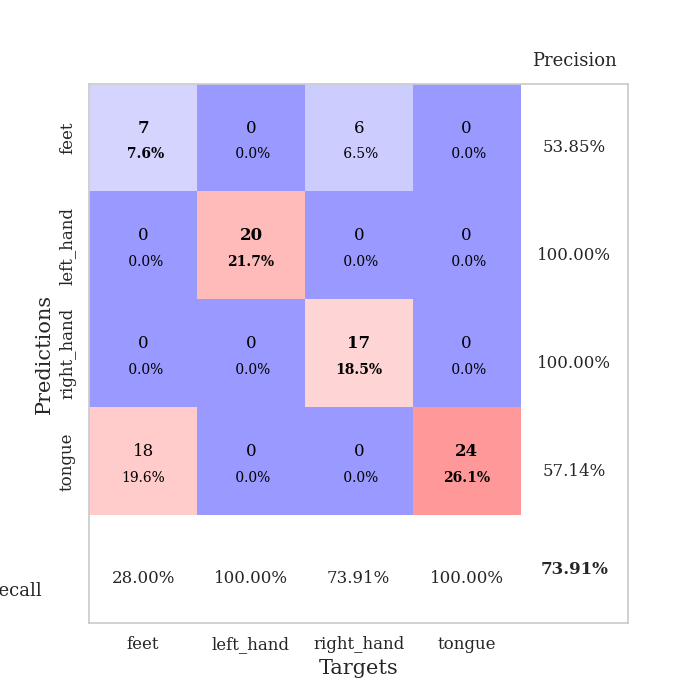 Precision
feet
7 0 6 0
7.6% 0.0% 6.5% 0.0%
53.85%
left_hand
0 20 0 0
0.0% 21.7% 0.0% 0.0%
100.00%
Predictions
right_hand
0 0 17 0
0.0% 0.0% 18.5% 0.0%
100.00%
tongue
18 0 0 24
19.6% 0.0% 0.0% 26.1%
57.14%
ecall
28.00% 100.00% 73.91% 100.00% 73.91%
feet left_hand right_hand tongue
Targets